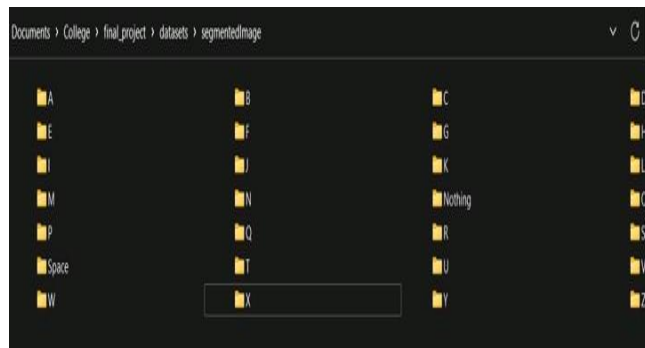 Documents > College > final_project > datasets > segmentedImage
A B C
E F G
I J K L
M N Nothing
P Q R S
Space T U V
W X Y Z